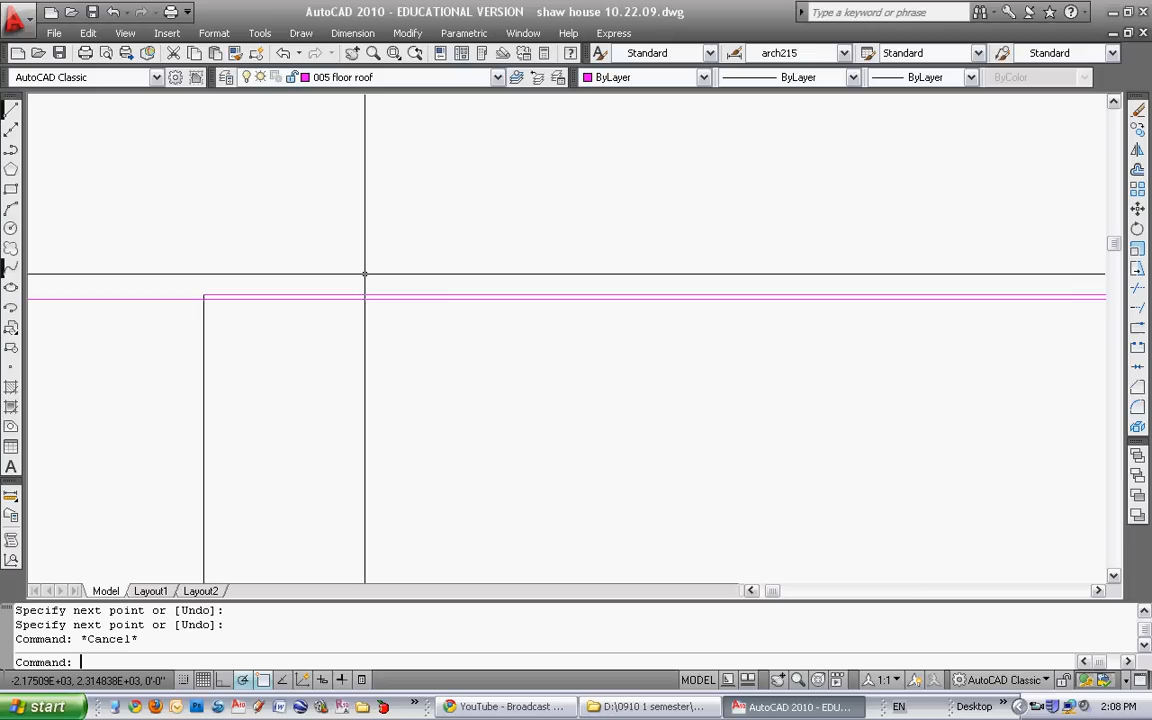 AutoCAD 2010 - EDUCATIONAL VERSION shaw house 10.22.09.dwg
Type a keyword or phrase
File Edit View Insert Format Tools Draw Dimension Modify Parametric Window Help Express
Standard arch215 Standard Standard
AutoCAD Classic 005 floor roof ByLayer ByLayer ByLayer ByColor
A
Model Layout1 Layout2
Specify next point or [Undo]:
Specify next point or [Undo]:
Command: *Cancel*
Command:
-2.17509E+03, 2.314838E+03, 0'-0" MODEL 1:1 AutoCAD Classic
start YouTube - Broadcast ... D:\0910 1 semester\... AutoCAD 2010 - EDU... EN Desktop » 2:08 PM